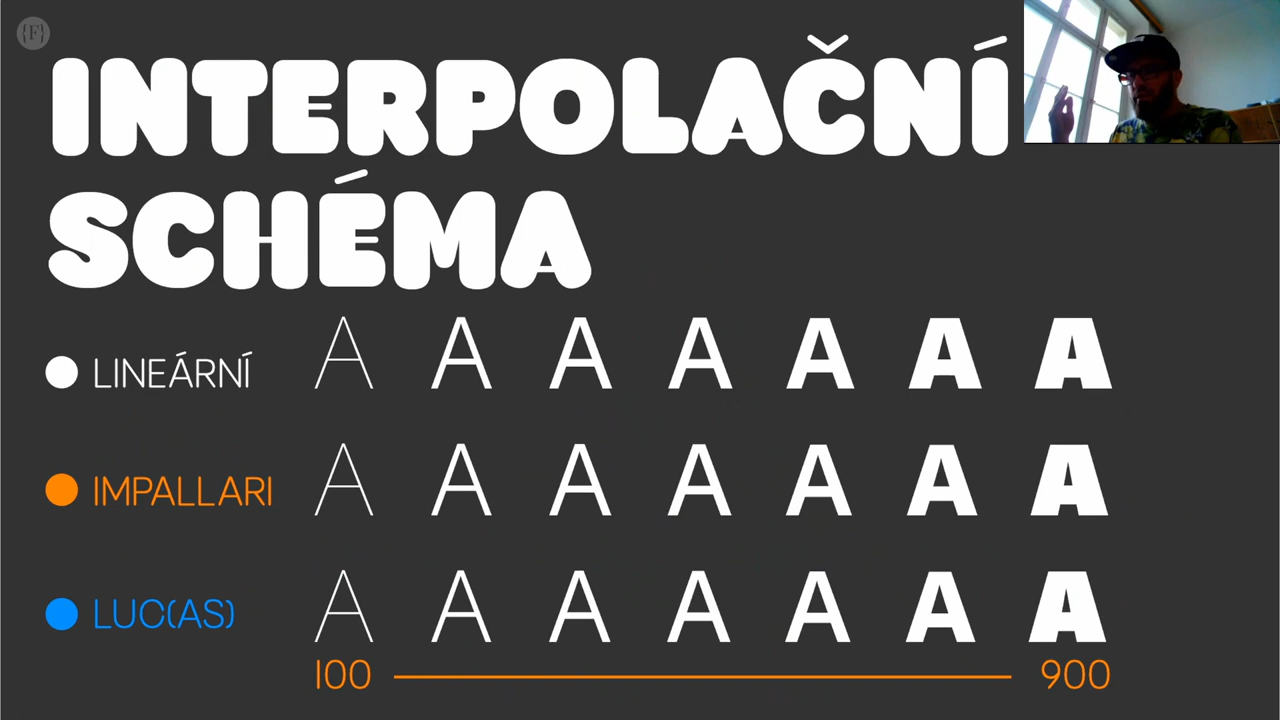 {F}
INTERPOLAČNÍ
SCHÉMA
LINEÁRNÍ A A A A A A A
IMPALLARI A A A A A A A
LUC(AS) A A A A A A A
100 900